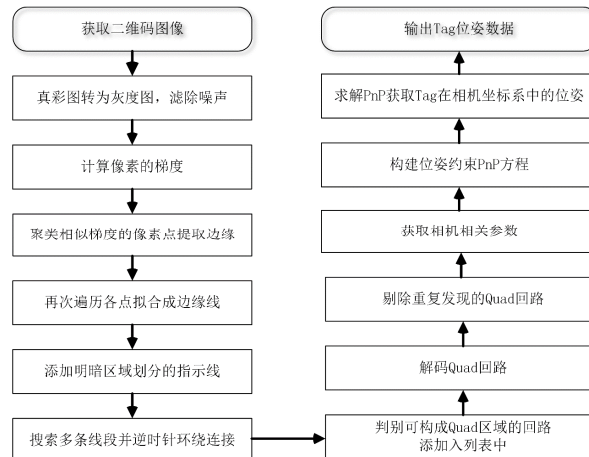 获取二维码图像
真彩图转为灰度图，滤除噪声
计算像素的梯度
聚类相似梯度的像素点提取边缘
再次遍历各点拟合成边缘线
添加明暗区域划分的指示线
搜索多条线段并逆时针环绕连接
判别可构成Quad区域的回路
添加入列表中
解码Quad回路
剔除重复发现的Quad回路
获取相机相关参数
构建位姿约束PnP方程
求解PnP获取Tag在相机坐标系中的位姿
输出Tag位姿数据